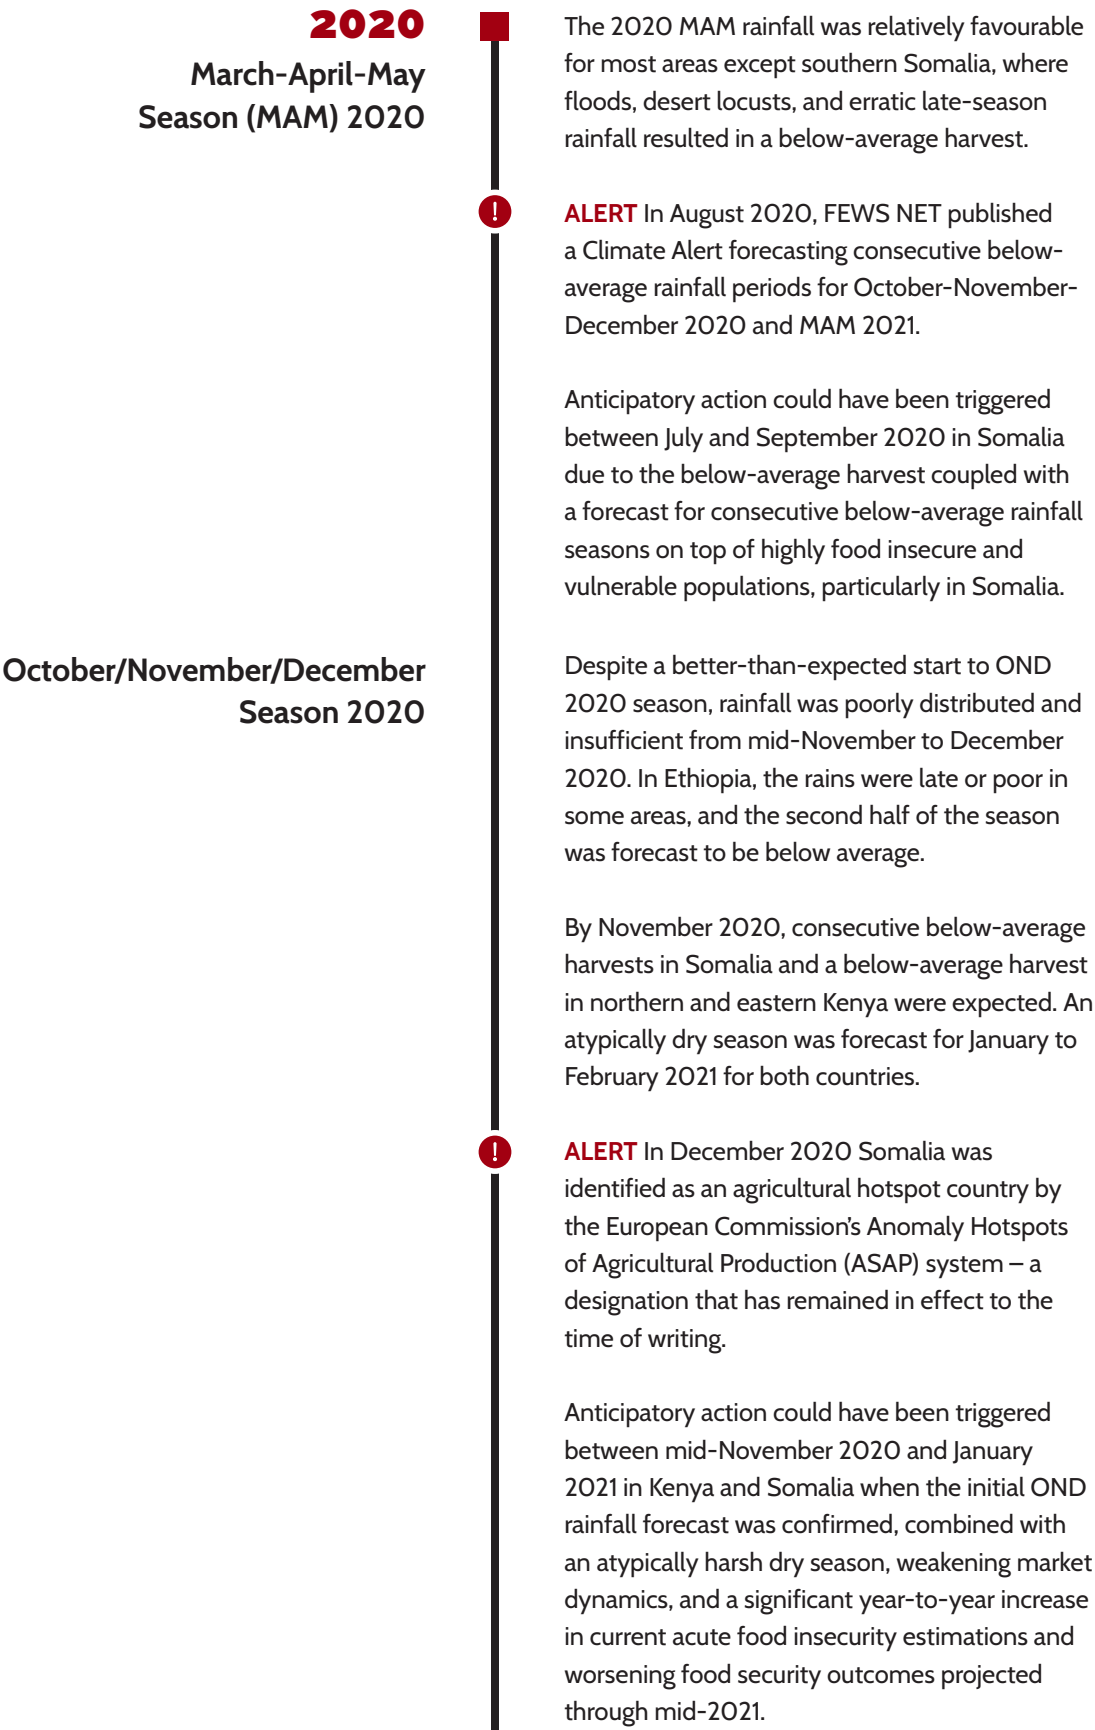 2020
March-April-May
Season (MAM) 2020
The 2020 MAM rainfall was relatively favourable
for most areas except southern Somalia, where
floods, desert locusts, and erratic late-season
rainfall resulted in a below-average harvest.
ALERT In August 2020, FEWS NET published
a Climate Alert forecasting consecutive below-
average rainfall periods for October-November-
December 2020 and MAM 2021.
Anticipatory action could have been triggered
between July and September 2020 in Somalia
due to the below-average harvest coupled with
a forecast for consecutive below-average rainfall
seasons on top of highly food insecure and
vulnerable populations, particularly in Somalia.
October/November/December
Season 2020
Despite a better-than-expected start to OND
2020 season, rainfall was poorly distributed and
insufficient from mid-November to December
2020. In Ethiopia, the rains were late or poor in
some areas, and the second half of the season
was forecast to be below average.
By November 2020, consecutive below-average
harvests in Somalia and a below-average harvest
in northern and eastern Kenya were expected. An
atypically dry season was forecast for January to
February 2021 for both countries.
ALERT In December 2020 Somalia was
identified as an agricultural hotspot country by
the European Commission's Anomaly Hotspots
of Agricultural Production (ASAP) system – a
designation that has remained in effect to the
time of writing.
Anticipatory action could have been triggered
between mid-November 2020 and January
2021 in Kenya and Somalia when the initial OND
rainfall forecast was confirmed, combined with
an atypically harsh dry season, weakening market
dynamics, and a significant year-to-year increase
in current acute food insecurity estimations and
worsening food security outcomes projected
through mid-2021.